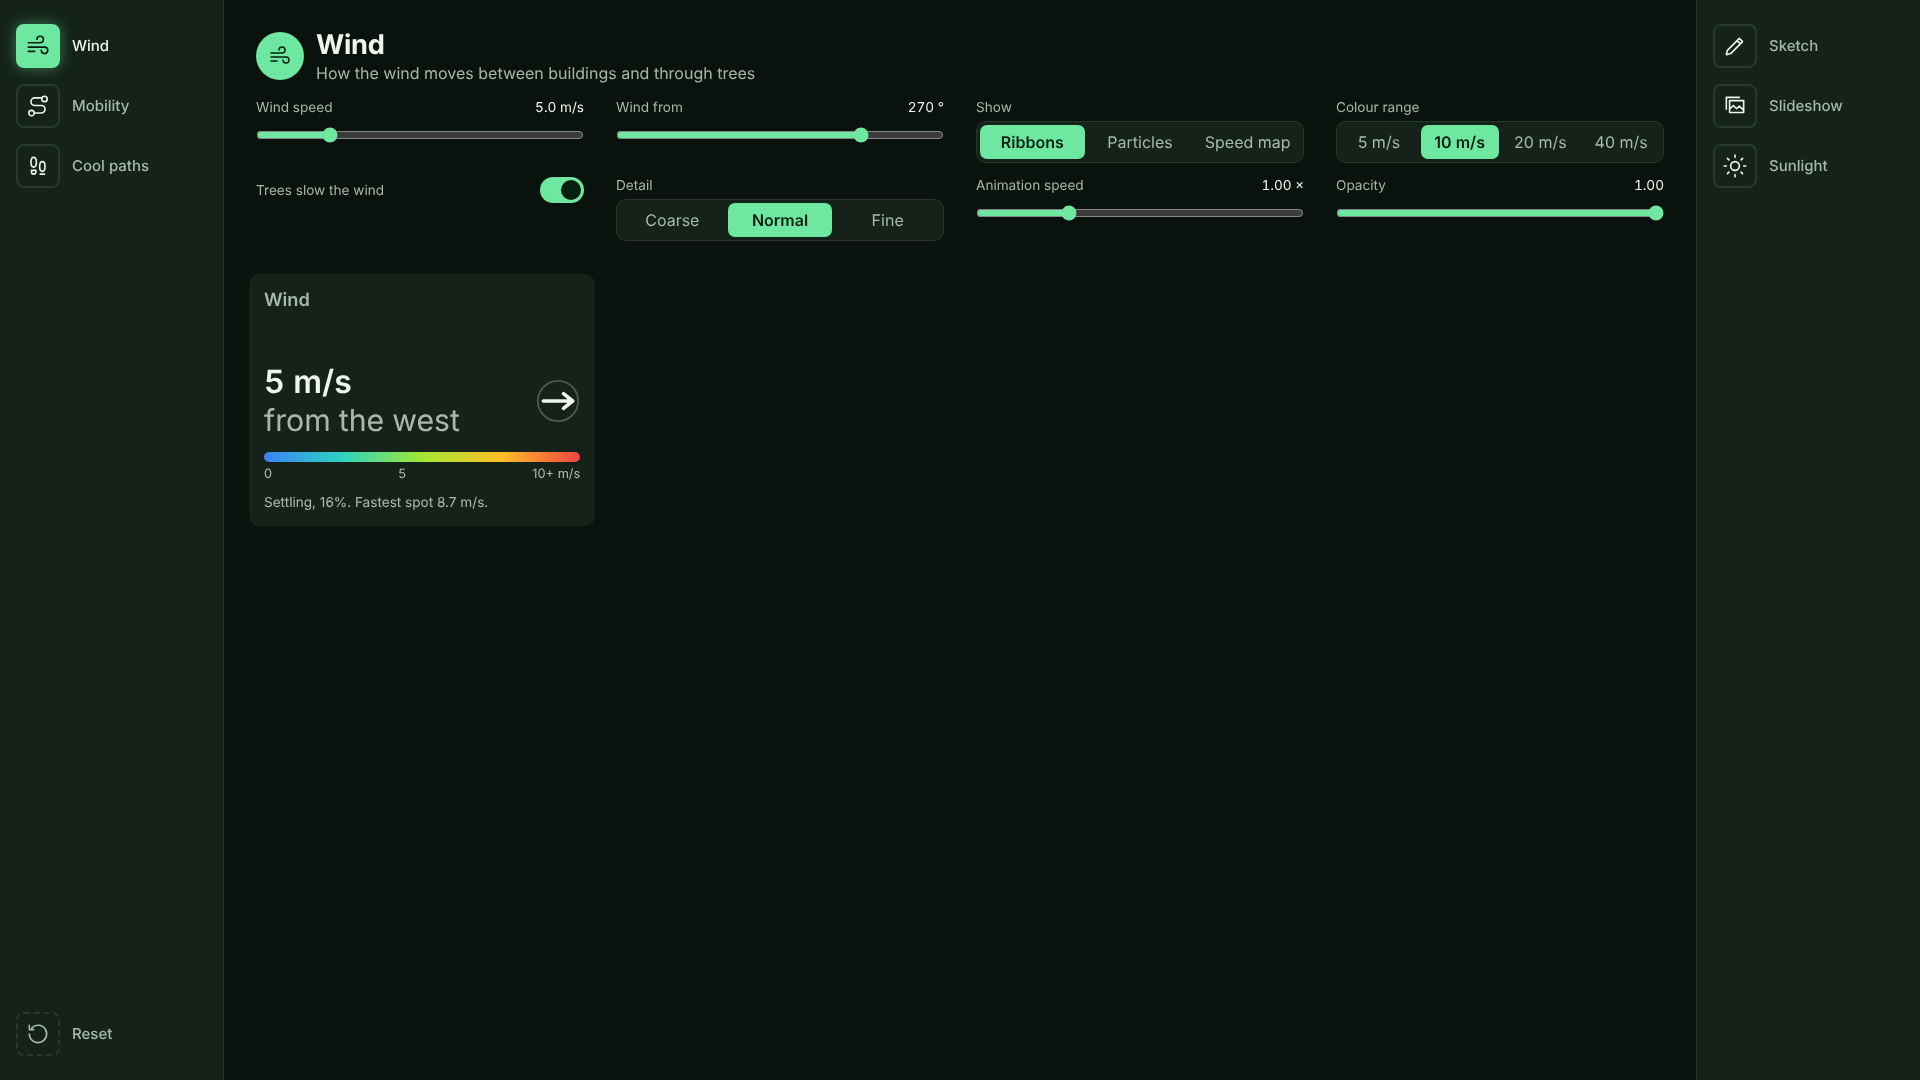 Wind
Mobility
Cool paths
Reset
Wind
How the wind moves between buildings and through trees
Wind speed 5.0 m/s
Wind from 270 °
Show
Ribbons Particles Speed map
Colour range
5 m/s 10 m/s 20 m/s 40 m/s
Trees slow the wind
Detail
Coarse Normal Fine
Animation speed 1.00 ×
Opacity 1.00
Wind
5 m/s
from the west
0 5 10+ m/s
Settling, 16%. Fastest spot 8.7 m/s.
Sketch
Slideshow
Sunlight